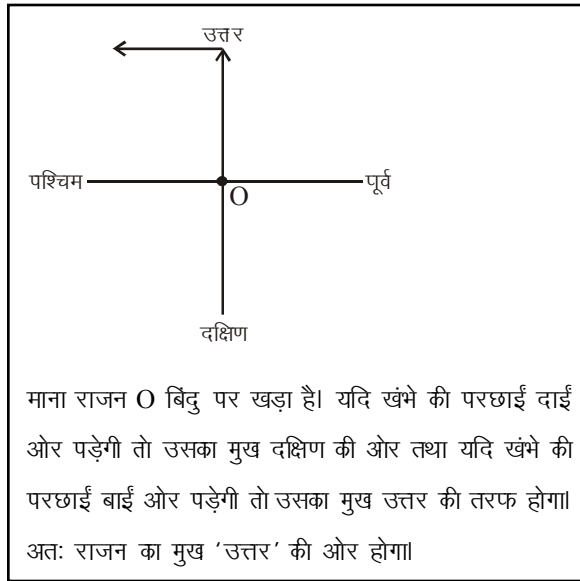 उत्तर
पश्चिम
पूर्व
O
दक्षिण
माना राजन O बिंदु पर खड़ा है। यदि खंभे की परछाईं दाईं
ओर पड़ेगी तो उसका मुख दक्षिण की ओर तथा यदि खंभे की
परछाईं बाईं ओर पड़ेगी तो उसका मुख उत्तर की तरफ होगा।
अत: राजन का मुख ‘उत्तर’ की ओर होगा।